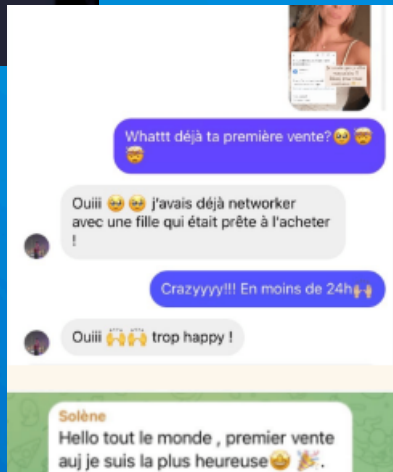 Whattt déjà ta première vente?🥹🤯
🤯
Ouiii 🥹🥹 j'avais déjà networker
avec une fille qui était prête à l'acheter
!
Crazyyyy!!! En moins de 24h🙌🏼
Ouiii 🙌🙌 trop happy !
Solène
Hello tout le monde , premier vente
auj je suis la plus heureuse🤩 🎉.